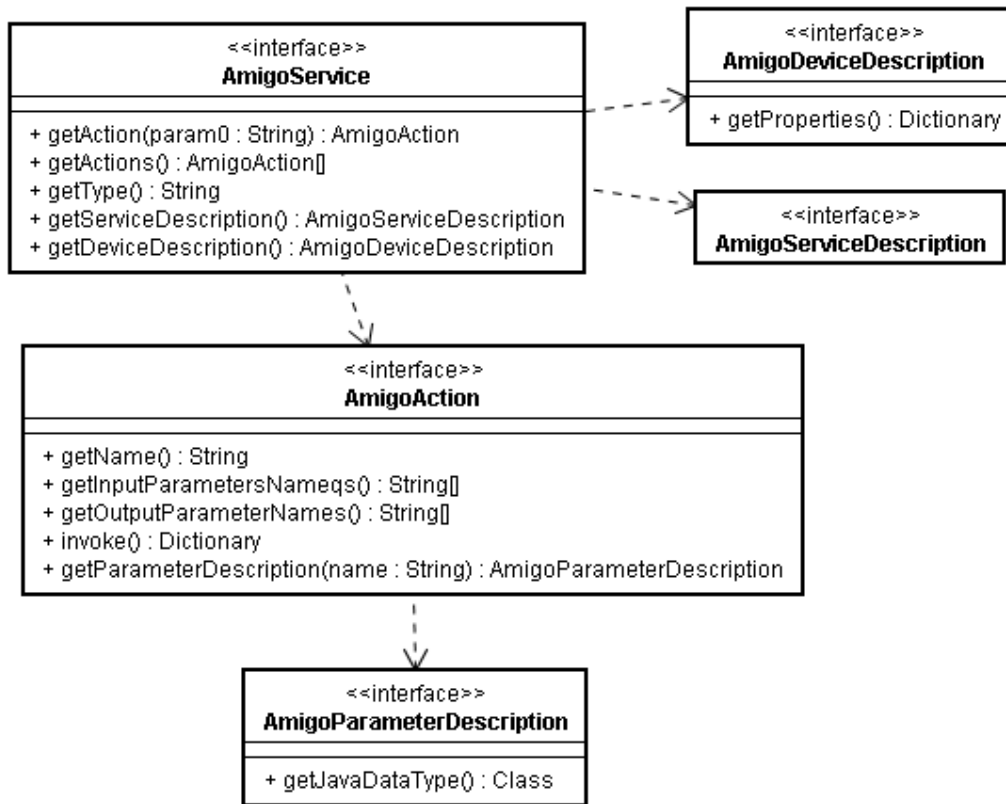 <<interface>>
AmigoService
+ getAction(param0 : String) : AmigoAction
+ getActions() : AmigoAction[]
+ getType() : String
+ getServiceDescription() : AmigoServiceDescription
+ getDeviceDescription() : AmigoDeviceDescription
<<interface>>
AmigoDeviceDescription
+ getProperties() : Dictionary
<<interface>>
AmigoServiceDescription
<<interface>>
AmigoAction
+ getName() : String
+ getInputParametersNameqs() : String[]
+ getOutputParameterNames() : String[]
+ invoke() : Dictionary
+ getParameterDescription(name : String) : AmigoParameterDescription
<<interface>>
AmigoParameterDescription
+ getJavaDataType() : Class